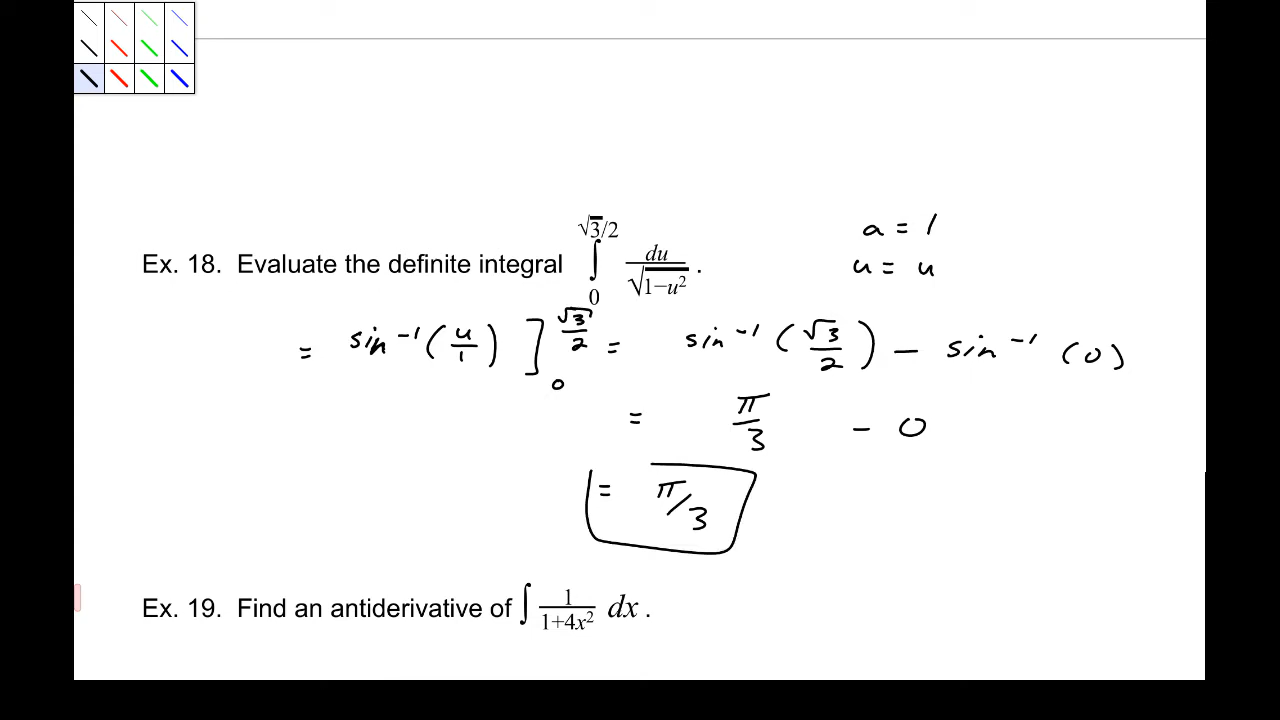 a = 1
Ex. 18. Evaluate the definite integral ∫₀^{√3/2} du/√(1−u²) .
u = u
= sin⁻¹(u/1) ]₀^{√3/2} = sin⁻¹(√3/2) − sin⁻¹(0)
= π/3 − 0
= π/3
Ex. 19. Find an antiderivative of ∫ 1/(1+4x²) dx .